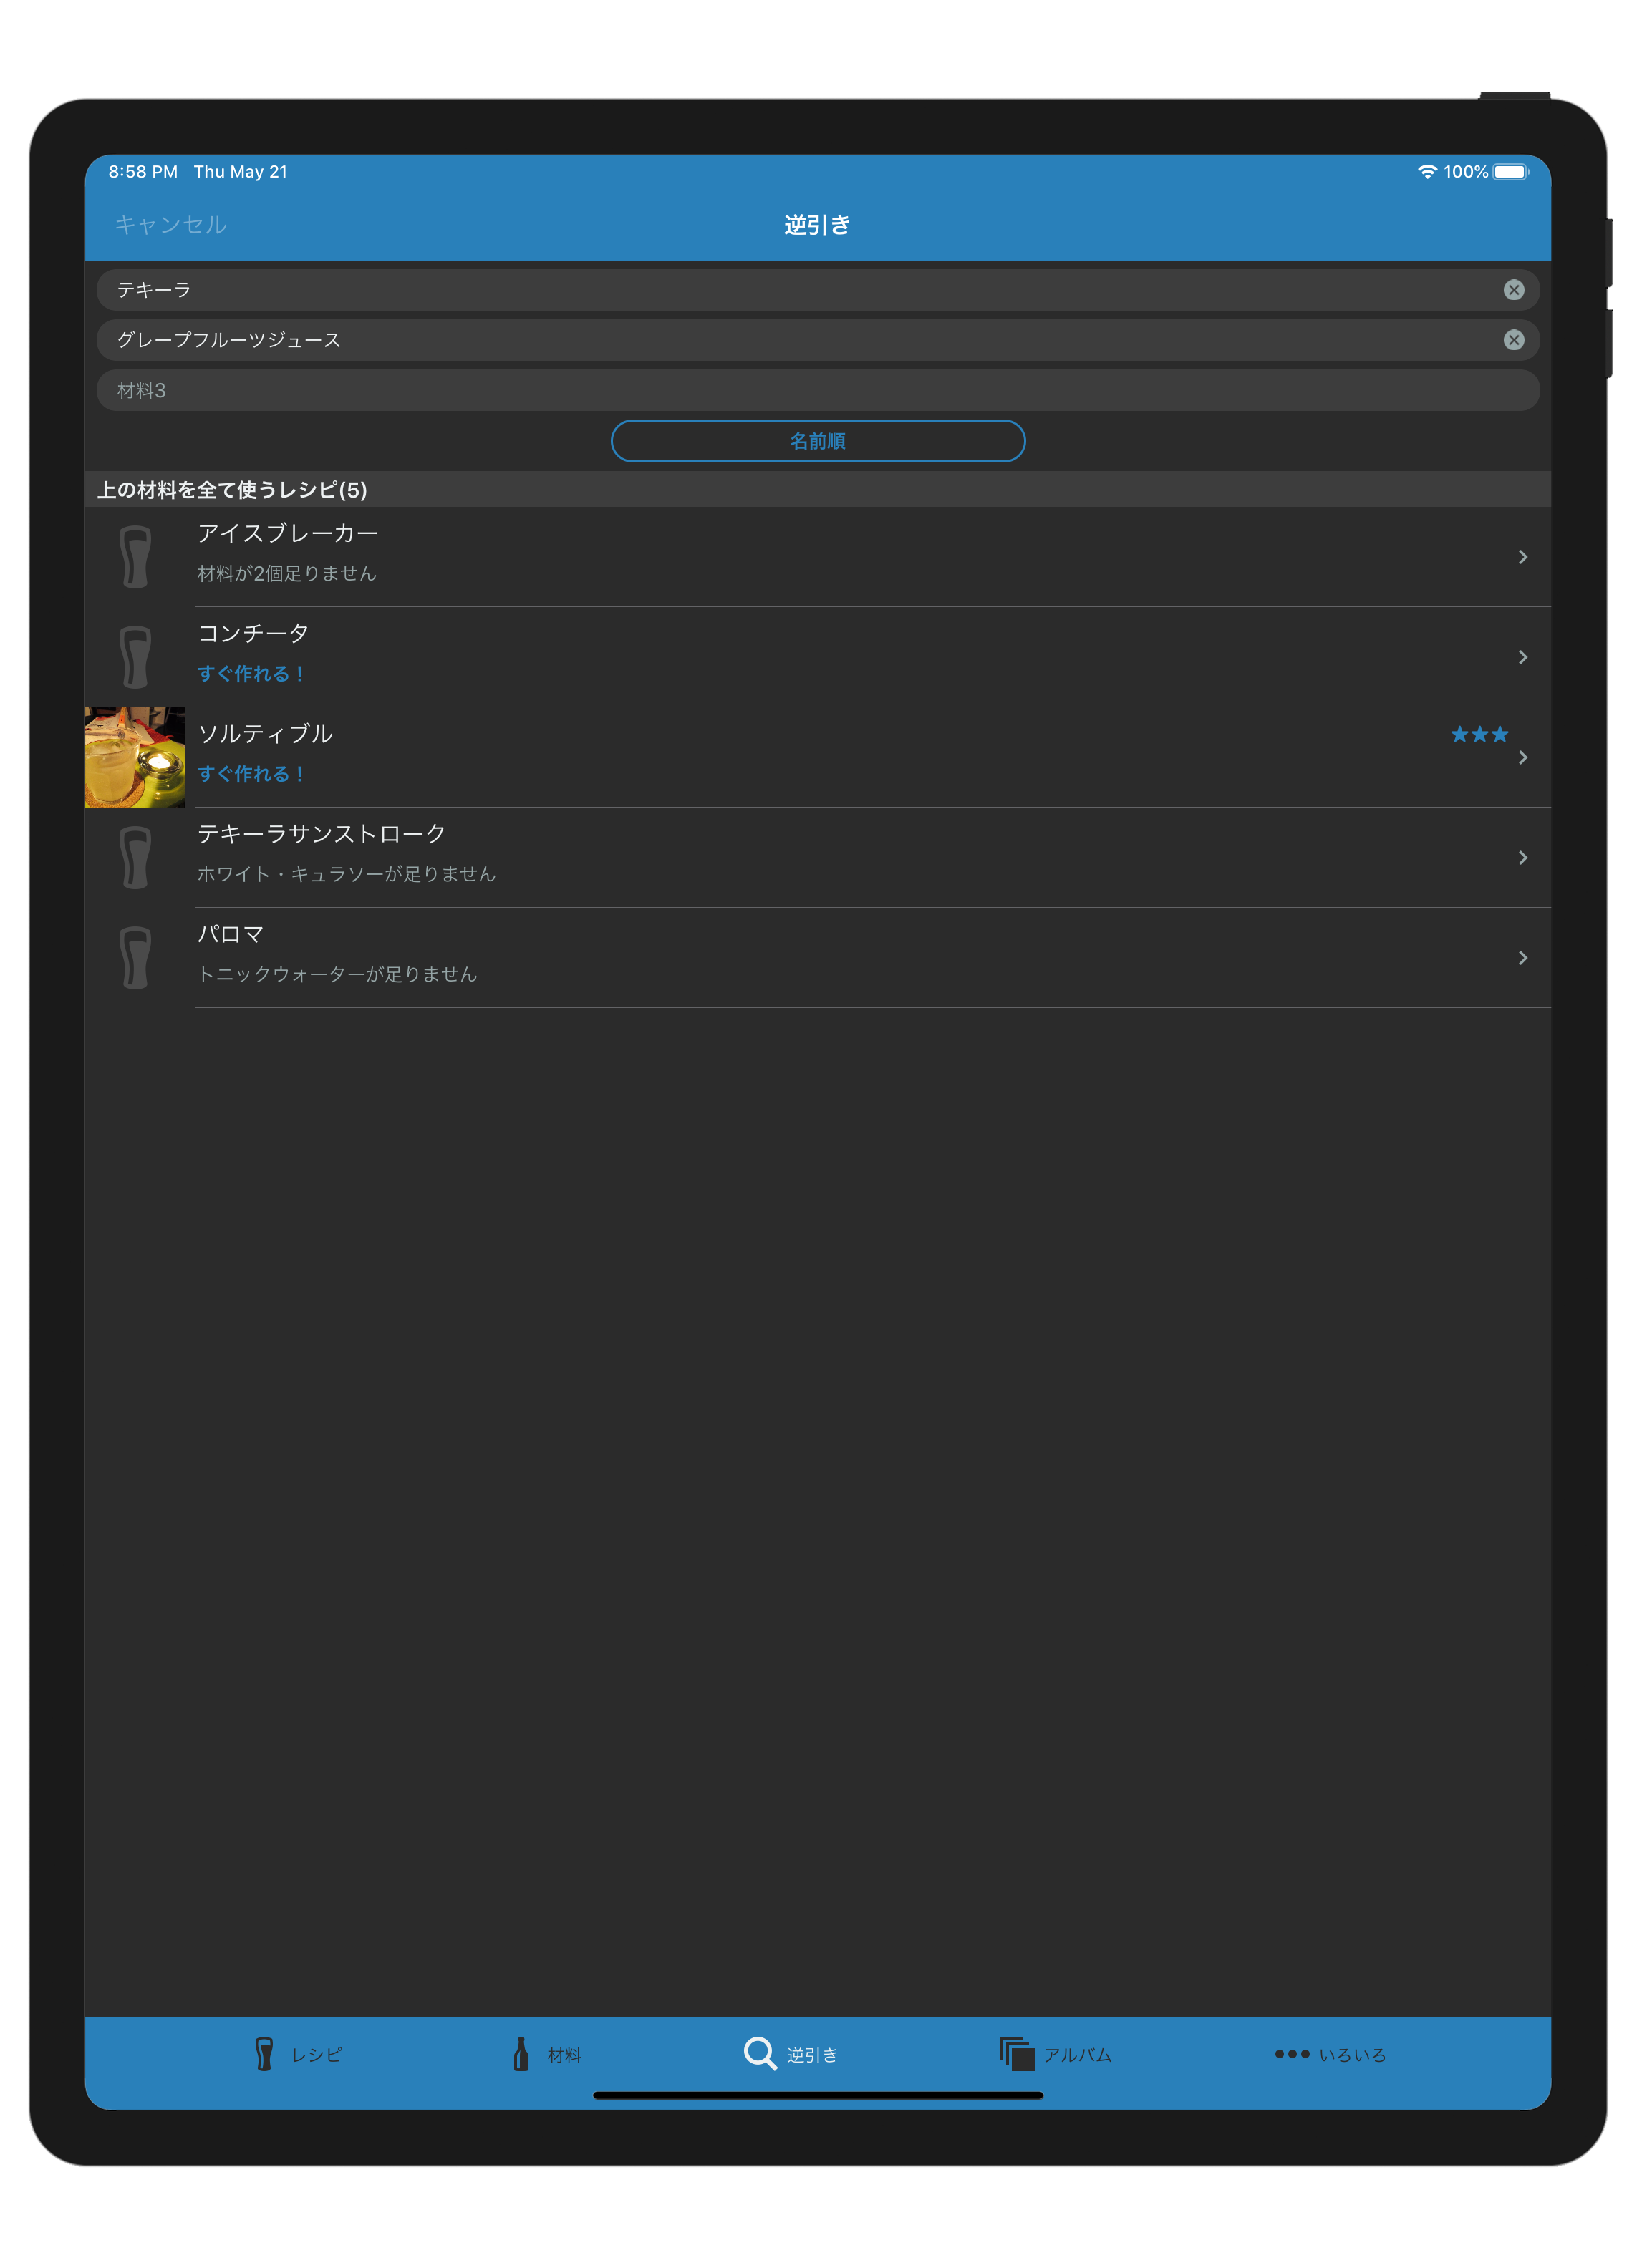 8:58 PM Thu May 21 100%
キャンセル 逆引き
テキーラ
グレープフルーツジュース
材料3
名前順
上の材料を全て使うレシピ(5)
アイスブレーカー
材料が2個足りません
コンチータ
すぐ作れる！
ソルティブル ★★★
すぐ作れる！
テキーラサンストローク
ホワイト・キュラソーが足りません
パロマ
トニックウォーターが足りません
レシピ 材料 逆引き アルバム いろいろ